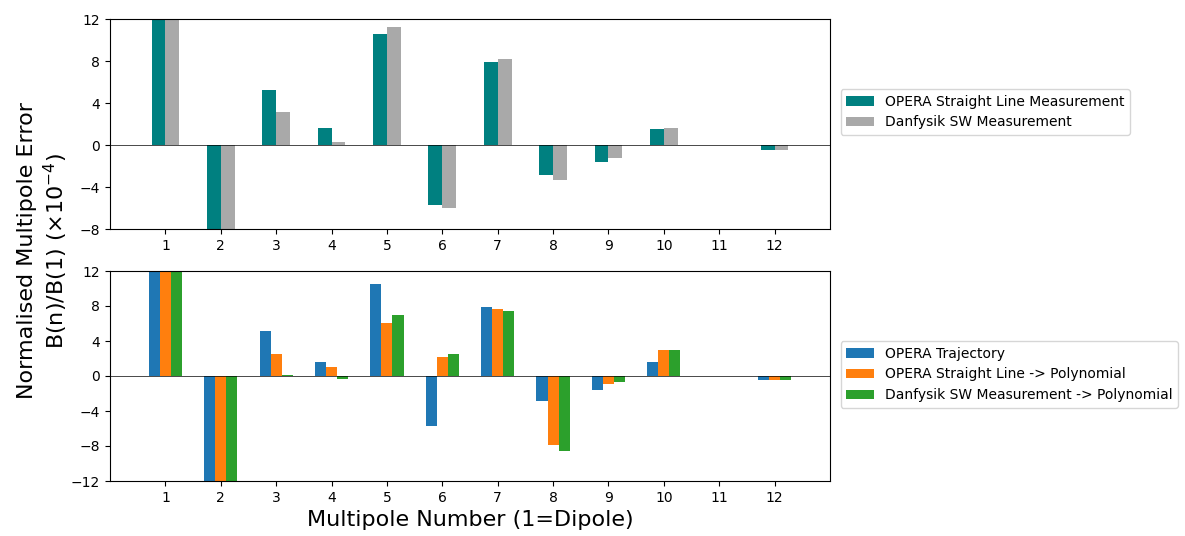 Normalised Multipole Error
B(n)/B(1) (×10⁻⁴)
12
8
4
0
−4
−8
1 2 3 4 5 6 7 8 9 10 11 12
OPERA Straight Line Measurement
Danfysik SW Measurement
12
8
4
0
−4
−8
−12
1 2 3 4 5 6 7 8 9 10 11 12
Multipole Number (1=Dipole)
OPERA Trajectory
OPERA Straight Line -> Polynomial
Danfysik SW Measurement -> Polynomial